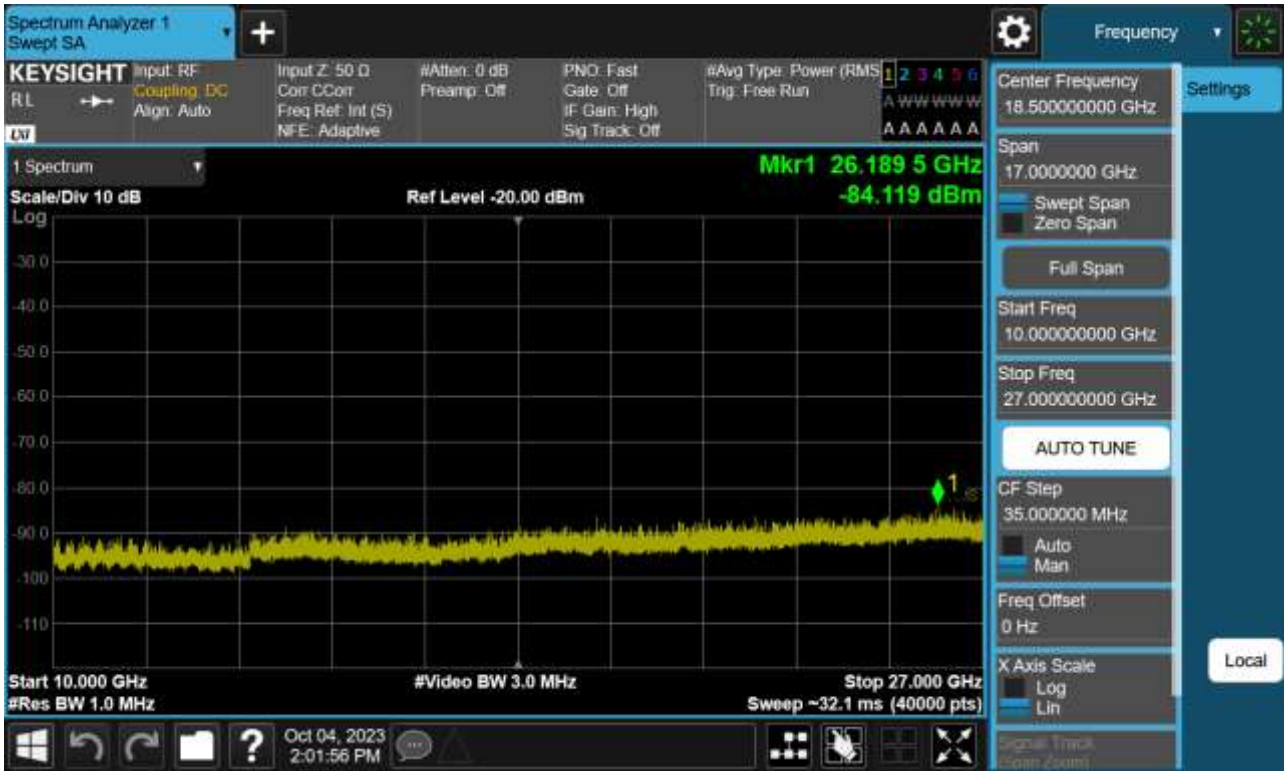 Spectrum Analyzer 1
Swept SA
+
Frequency
KEYSIGHT
RL
LXI
Input: RF
Coupling: DC
Align: Auto
Input Z: 50 Ω
Corr CCorr
Freq Ref: Int (S)
NFE: Adaptive
#Atten: 0 dB
Preamp: Off
PNO: Fast
Gate: Off
IF Gain: High
Sig Track: Off
#Avg Type: Power (RMS
Trig: Free Run
1 2 3 4 5 6
A W W W W W
A A A A A A
1 Spectrum
Scale/Div 10 dB
Ref Level -20.00 dBm
Mkr1 26.189 5 GHz
-84.119 dBm
Log
-30.0
-40.0
-50.0
-60.0
-70.0
-80.0
-90.0
-100
-110
1
Start 10.000 GHz
#Res BW 1.0 MHz
#Video BW 3.0 MHz
Stop 27.000 GHz
Sweep ~32.1 ms (40000 pts)
Center Frequency
18.500000000 GHz
Settings
Span
17.0000000 GHz
Swept Span
Zero Span
Full Span
Start Freq
10.000000000 GHz
Stop Freq
27.000000000 GHz
AUTO TUNE
CF Step
35.000000 MHz
Auto
Man
Freq Offset
0 Hz
X Axis Scale
Log
Lin
Signal Track
(Span Zoom)
Local
?
Oct 04, 2023
2:01:56 PM